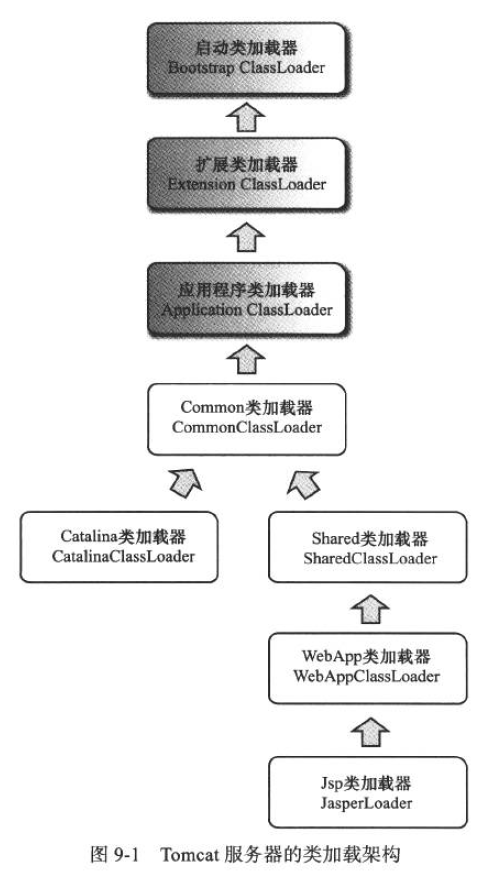 启动类加载器
Bootstrap ClassLoader
扩展类加载器
Extension ClassLoader
应用程序类加载器
Application ClassLoader
Common类加载器
CommonClassLoader
Catalina类加载器
CatalinaClassLoader
Shared类加载器
SharedClassLoader
WebApp类加载器
WebAppClassLoader
Jsp类加载器
JasperLoader
图 9-1 Tomcat 服务器的类加载架构